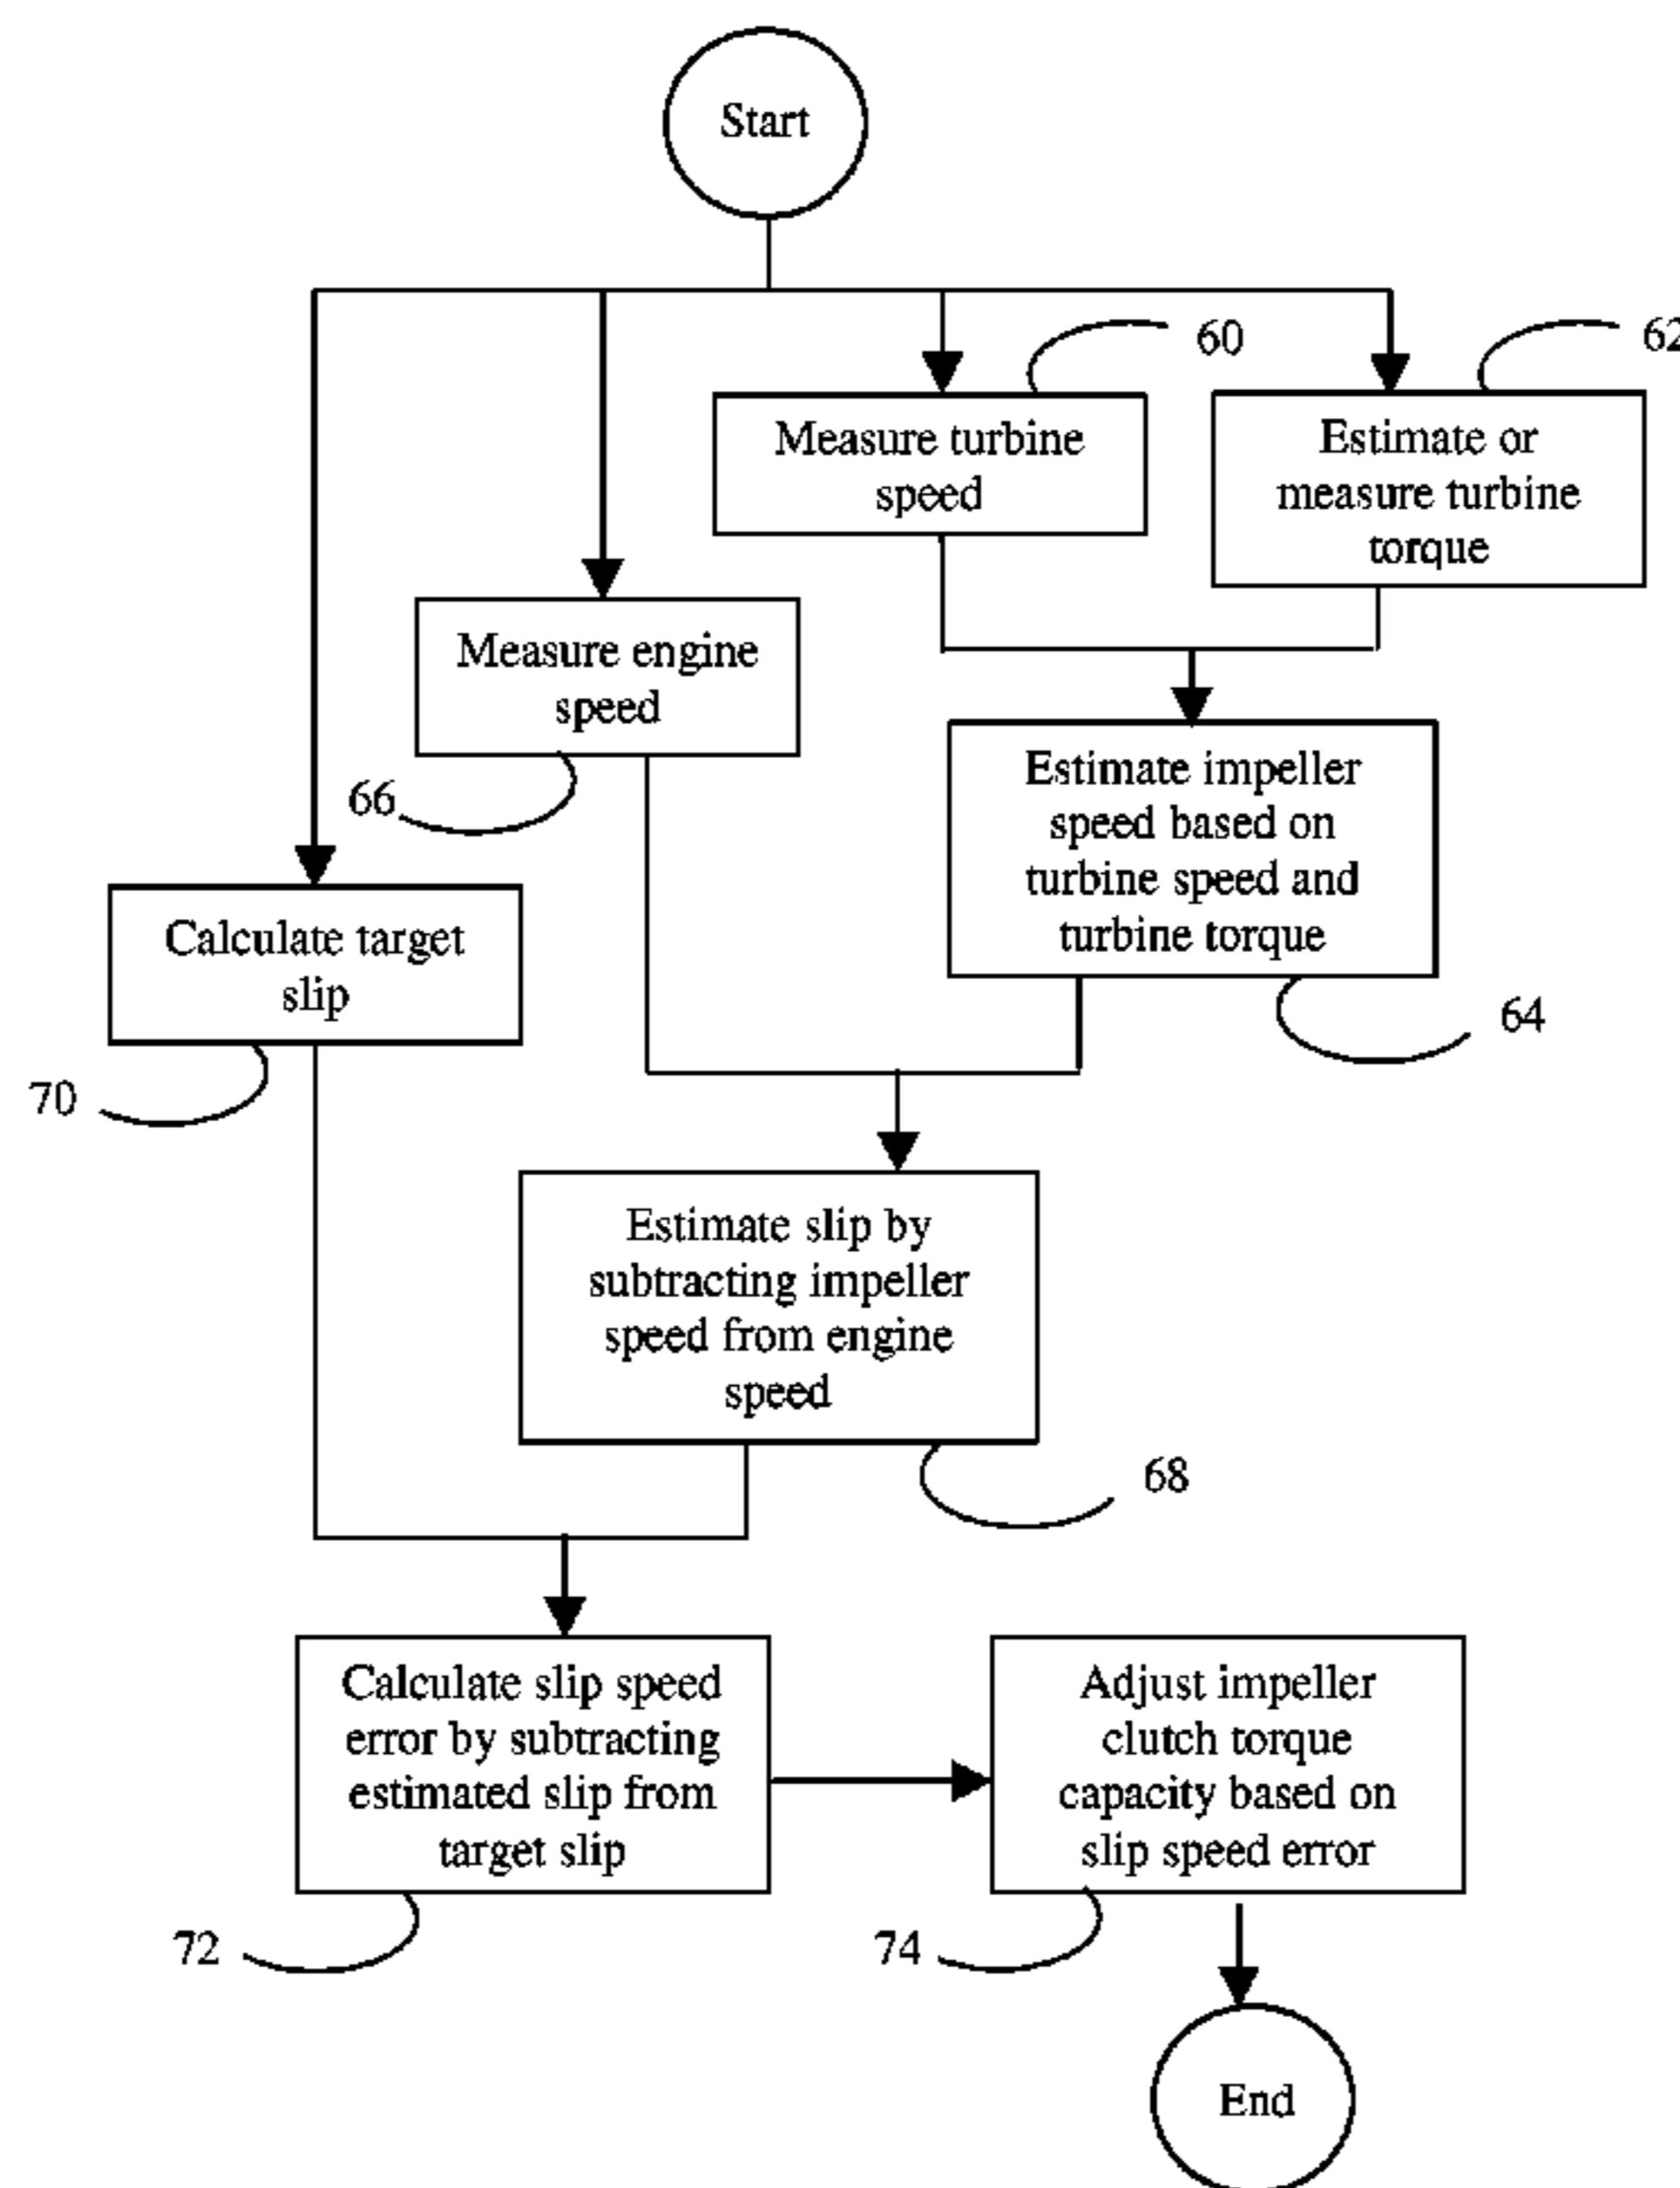 Start
60
62
Measure turbine
speed
Estimate or
measure turbine
torque
Measure engine
speed
66
Estimate impeller
speed based on
turbine speed and
turbine torque
64
Calculate target
slip
70
Estimate slip by
subtracting impeller
speed from engine
speed
68
Calculate slip speed
error by subtracting
estimated slip from
target slip
72
Adjust impeller
clutch torque
capacity based on
slip speed error
74
End